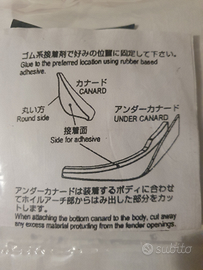 ゴム系接着剤で好みの位置に固定して下さい。
Glue to the preferred location using rubber based
adhesive.
カナード
CANARD
丸い方
Round side
アンダーカナード
UNDER CANARD
接着面
Side for adhesive
アンダーカナードは装着するボディに合わせ
てホイルアーチ部からはみ出した部分をカッ
トします。
When attaching the bottom canard to the body, cut away
any excess material protruding from the fender openings.
subito